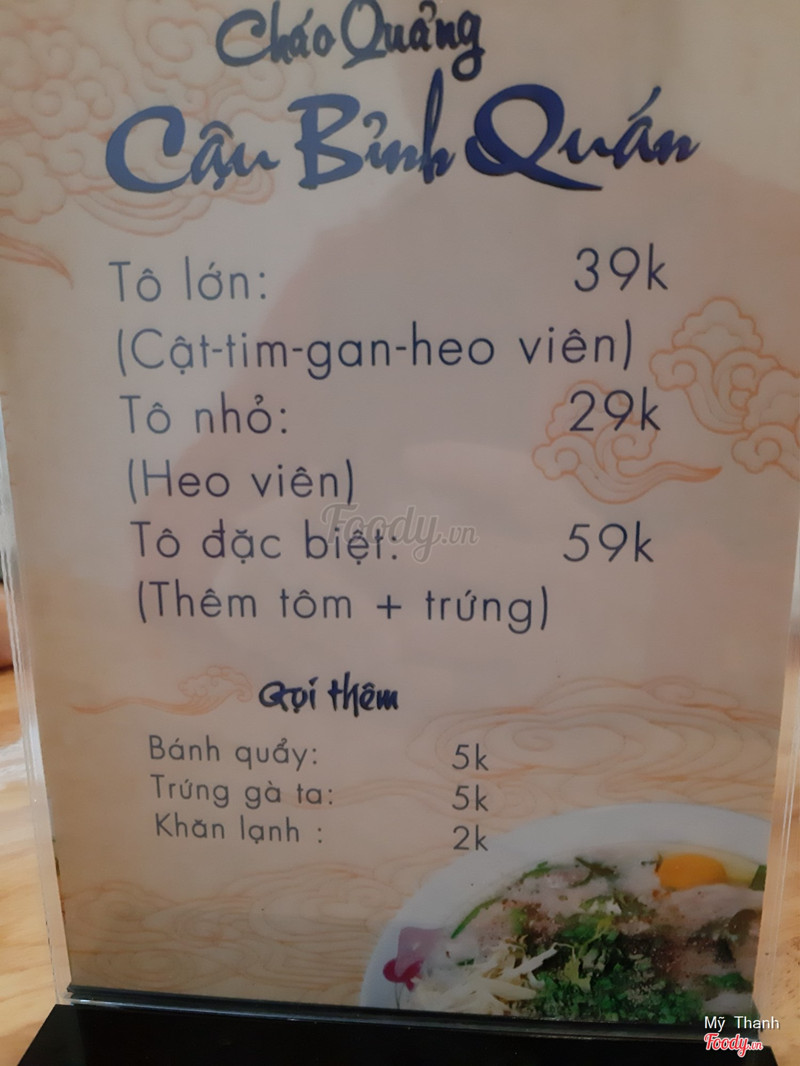 Cháo Quảng
Cậu Bỉnh Quán
Tô lớn: 39k
(Cật-tim-gan-heo viên)
Tô nhỏ: 29k
(Heo viên)
Foody.vn
Tô đặc biệt: 59k
(Thêm tôm + trứng)
Gọi thêm
Bánh quẩy: 5k
Trứng gà ta: 5k
Khăn lạnh : 2k
Mỹ Thanh
Foody.vn